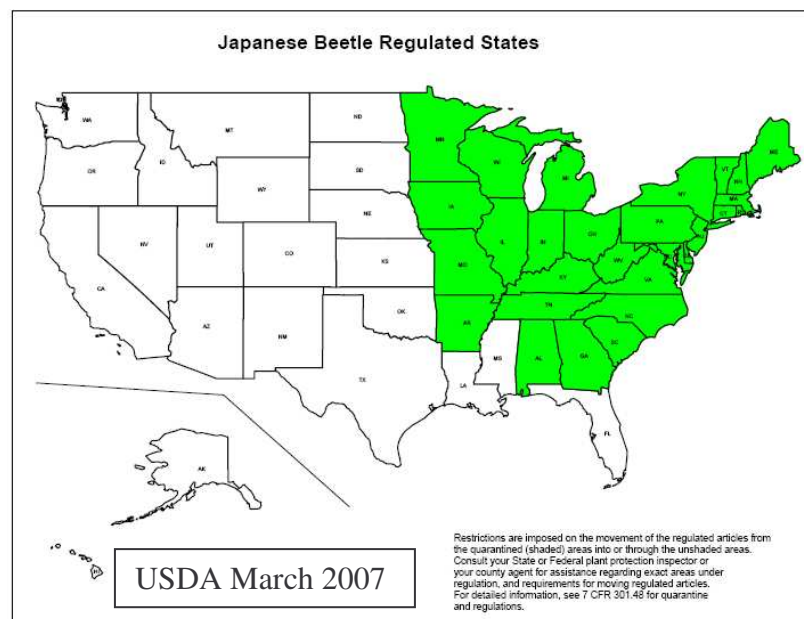 Japanese Beetle Regulated States
WA
MT
ND
MN
ME
OR
ID
SD
WI
VT
NH
WY
MI
NY
MA
IA
CT
NE
PA
NV
UT
IL
IN
OH
NJ
CO
WV
KS
MO
VA
CA
KY
NC
TN
OK
AZ
AR
SC
NM
MS
AL
GA
TX
LA
FL
AK
HI
USDA March 2007
Restrictions are imposed on the movement of the regulated articles from
the quarantined (shaded) areas into or through the unshaded areas.
Consult your State or Federal plant protection inspector or
your county agent for assistance regarding exact areas under
regulation, and requirements for moving regulated articles.
For detailed information, see 7 CFR 301.48 for quarantine
and regulations.